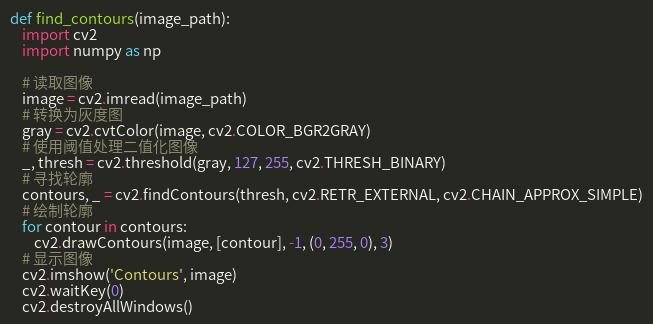 def find_contours(image_path):
    import cv2
    import numpy as np

    # 读取图像
    image = cv2.imread(image_path)
    # 转换为灰度图
    gray = cv2.cvtColor(image, cv2.COLOR_BGR2GRAY)
    # 使用阈值处理二值化图像
    _, thresh = cv2.threshold(gray, 127, 255, cv2.THRESH_BINARY)
    # 寻找轮廓
    contours, _ = cv2.findContours(thresh, cv2.RETR_EXTERNAL, cv2.CHAIN_APPROX_SIMPLE)
    # 绘制轮廓
    for contour in contours:
        cv2.drawContours(image, [contour], -1, (0, 255, 0), 3)
    # 显示图像
    cv2.imshow('Contours', image)
    cv2.waitKey(0)
    cv2.destroyAllWindows()